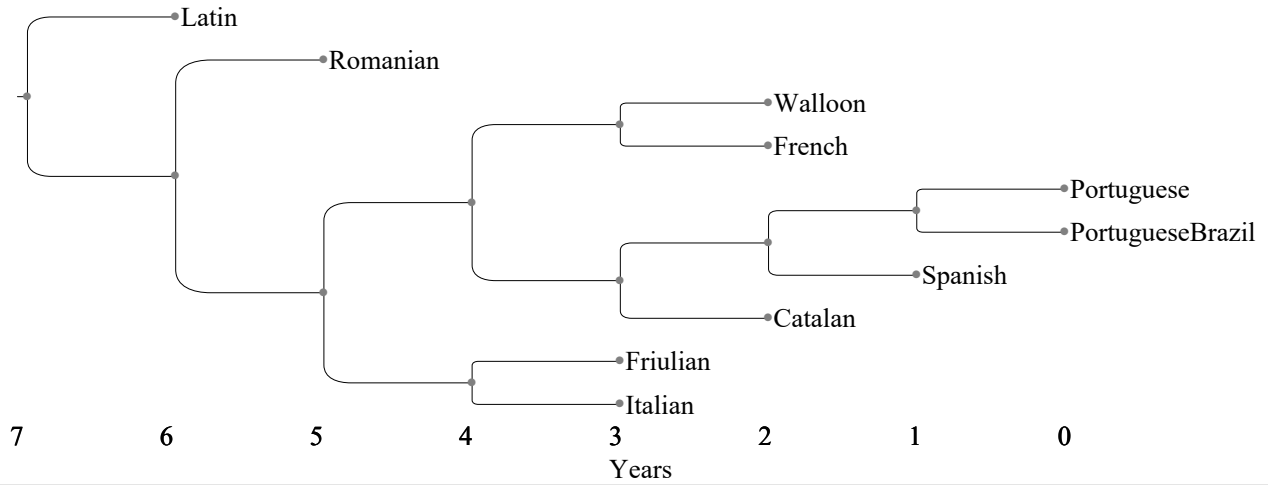 Latin
Romanian
Walloon
French
Portuguese
PortugueseBrazil
Spanish
Catalan
Friulian
Italian
7 6 5 4 3 2 1 0
Years